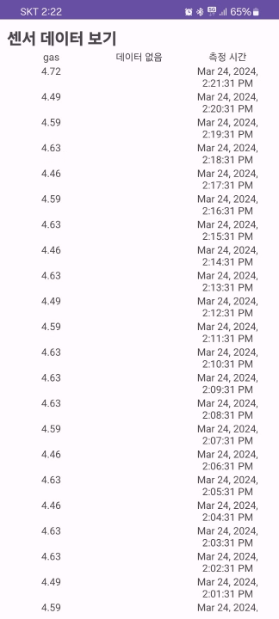 SKT 2:22 65%
센서 데이터 보기
gas 데이터 없음 측정 시간
4.72 Mar 24, 2024,
2:21:31 PM
4.49 Mar 24, 2024,
2:20:31 PM
4.59 Mar 24, 2024,
2:19:31 PM
4.63 Mar 24, 2024,
2:18:31 PM
4.46 Mar 24, 2024,
2:17:31 PM
4.59 Mar 24, 2024,
2:16:31 PM
4.63 Mar 24, 2024,
2:15:31 PM
4.46 Mar 24, 2024,
2:14:31 PM
4.63 Mar 24, 2024,
2:13:31 PM
4.49 Mar 24, 2024,
2:12:31 PM
4.59 Mar 24, 2024,
2:11:31 PM
4.63 Mar 24, 2024,
2:10:31 PM
4.63 Mar 24, 2024,
2:09:31 PM
4.63 Mar 24, 2024,
2:08:31 PM
4.59 Mar 24, 2024,
2:07:31 PM
4.46 Mar 24, 2024,
2:06:31 PM
4.63 Mar 24, 2024,
2:05:31 PM
4.46 Mar 24, 2024,
2:04:31 PM
4.63 Mar 24, 2024,
2:03:31 PM
4.63 Mar 24, 2024,
2:02:31 PM
4.49 Mar 24, 2024,
2:01:31 PM
4.59 Mar 24, 2024,